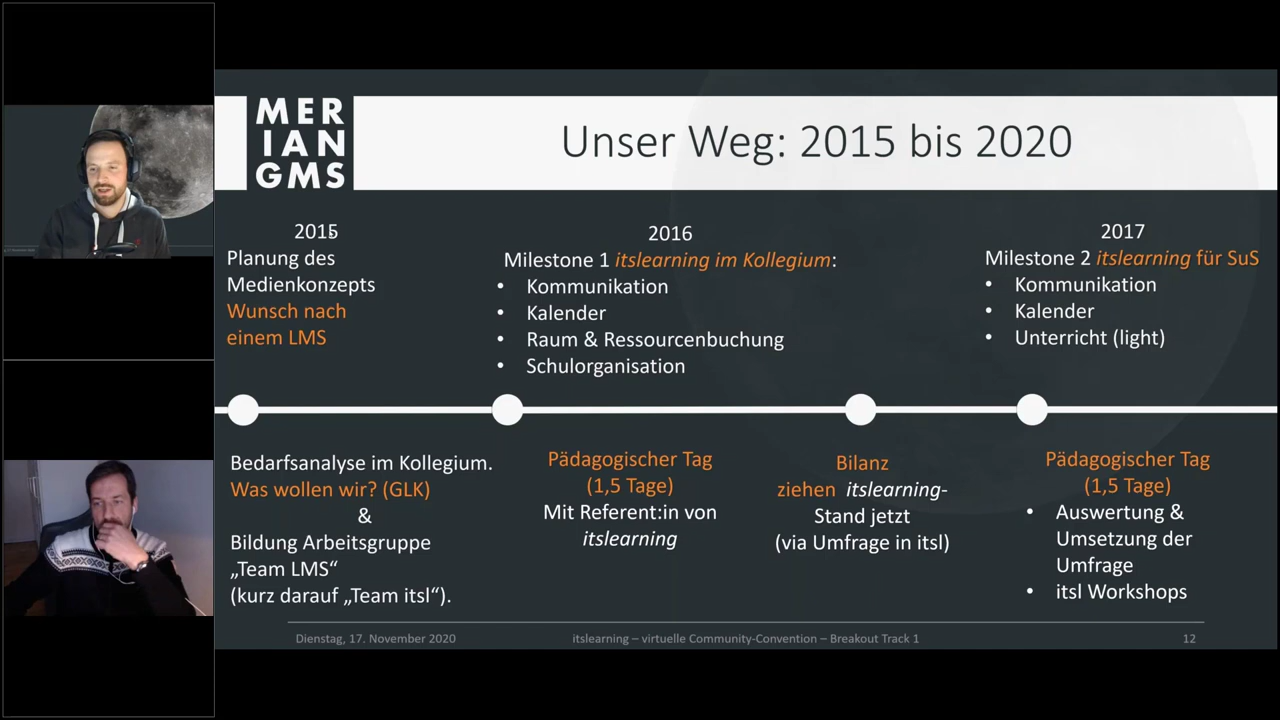 MER
IAN
GMS
Unser Weg: 2015 bis 2020
2015
Planung des
Medienkonzepts
Wunsch nach
einem LMS
2016
Milestone 1 itslearning im Kollegium:
• Kommunikation
• Kalender
• Raum & Ressourcenbuchung
• Schulorganisation
2017
Milestone 2 itslearning für SuS
• Kommunikation
• Kalender
• Unterricht (light)
Bedarfsanalyse im Kollegium.
Was wollen wir? (GLK)
&
Bildung Arbeitsgruppe
„Team LMS“
(kurz darauf „Team itsl“).
Pädagogischer Tag
(1,5 Tage)
Mit Referent:in von
itslearning
Bilanz
ziehen itslearning-
Stand jetzt
(via Umfrage in itsl)
Pädagogischer Tag
(1,5 Tage)
• Auswertung &
Umsetzung der
Umfrage
• itsl Workshops
Dienstag, 17. November 2020
itslearning – virtuelle Community-Convention – Breakout Track 1
12